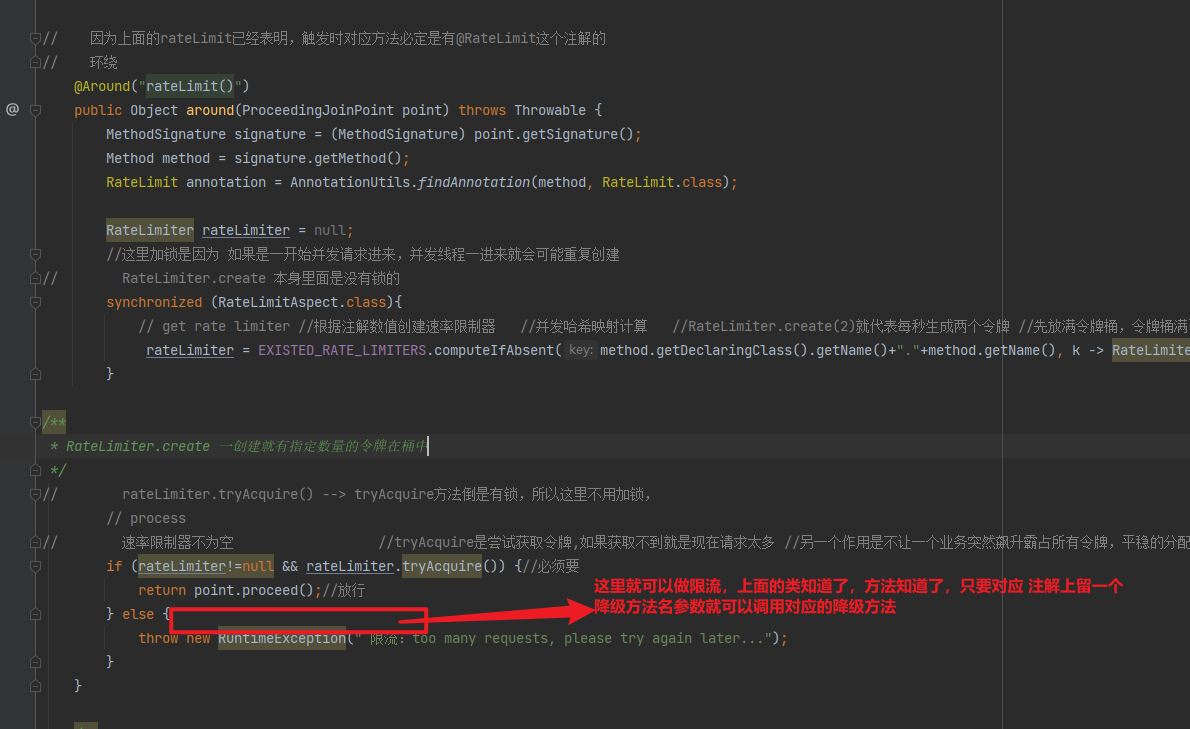 //    因为上面的rateLimit已经表明，触发时对应方法必定是有@RateLimit这个注解的
//    环绕
@Around("rateLimit()")
@ public Object around(ProceedingJoinPoint point) throws Throwable {
MethodSignature signature = (MethodSignature) point.getSignature();
Method method = signature.getMethod();
RateLimit annotation = AnnotationUtils.findAnnotation(method, RateLimit.class);
RateLimiter rateLimiter = null;
//这里加锁是因为 如果是一开始并发请求进来，并发线程一进来就会可能重复创建
//        RateLimiter.create 本身里面是没有锁的
synchronized (RateLimitAspect.class){
// get rate limiter //根据注解数值创建速率限制器   //并发哈希映射计算   //RateLimiter.create(2)就代表每秒生成两个令牌 //先放满令牌桶，令牌桶满
rateLimiter = EXISTED_RATE_LIMITERS.computeIfAbsent( key: method.getDeclaringClass().getName()+"."+method.getName(), k -> RateLimite
}
/**
* RateLimiter.create 一创建就有指定数量的令牌在桶中
*/
//        rateLimiter.tryAcquire() --> tryAcquire方法倒是有锁，所以这里不用加锁，
// process
//        速率限制器不为空                  //tryAcquire是尝试获取令牌,如果获取不到就是现在请求太多 //另一个作用是不让一个业务突然飙升霸占所有令牌，平稳的分配
if (rateLimiter!=null && rateLimiter.tryAcquire()) {//必须要
return point.proceed();//放行
这里就可以做限流，上面的类知道了，方法知道了，只要对应 注解上留一个
降级方法名参数就可以调用对应的降级方法
} else {
throw new RuntimeException(" 限流：too many requests, please try again later...");
}
}